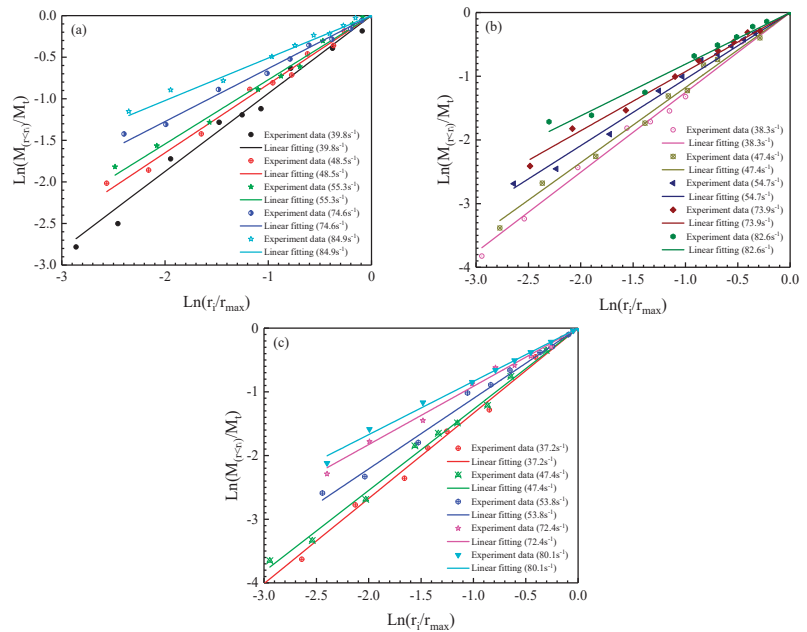 (a)
0.0
-0.5
-1.0
-1.5
-2.0
-2.5
-3.0
Ln(M(r<ri)/Mt)
Experiment data (39.8s⁻¹)
Linear fitting (39.8s⁻¹)
Experiment data (48.5s⁻¹)
Linear fitting (48.5s⁻¹)
Experiment data (55.3s⁻¹)
Linear fitting (55.3s⁻¹)
Experiment data (74.6s⁻¹)
Linear fitting (74.6s⁻¹)
Experiment data (84.9s⁻¹)
Linear fitting (84.9s⁻¹)
-3 -2 -1 0
Ln(ri/rmax)
(b)
0
-1
-2
-3
-4
Ln(M(r<ri)/Mt)
Experiment data (38.3s⁻¹)
Linear fitting (38.3s⁻¹)
Experiment data (47.4s⁻¹)
Linear fitting (47.4s⁻¹)
Experiment data (54.7s⁻¹)
Linear fitting (54.7s⁻¹)
Experiment data (73.9s⁻¹)
Linear fitting (73.9s⁻¹)
Experiment data (82.6s⁻¹)
Linear fitting (82.6s⁻¹)
-3.0 -2.5 -2.0 -1.5 -1.0 -0.5 0.0
Ln(ri/rmax)
(c)
0
-1
-2
-3
-4
Ln(M(r<ri)/Mt)
Experiment data (37.2s⁻¹)
Linear fitting (37.2s⁻¹)
Experiment data (47.4s⁻¹)
Linear fitting (47.4s⁻¹)
Experiment data (53.8s⁻¹)
Linear fitting (53.8s⁻¹)
Experiment data (72.4s⁻¹)
Linear fitting (72.4s⁻¹)
Experiment data (80.1s⁻¹)
Linear fitting (80.1s⁻¹)
-3.0 -2.5 -2.0 -1.5 -1.0 -0.5 0.0
Ln(ri/rmax)